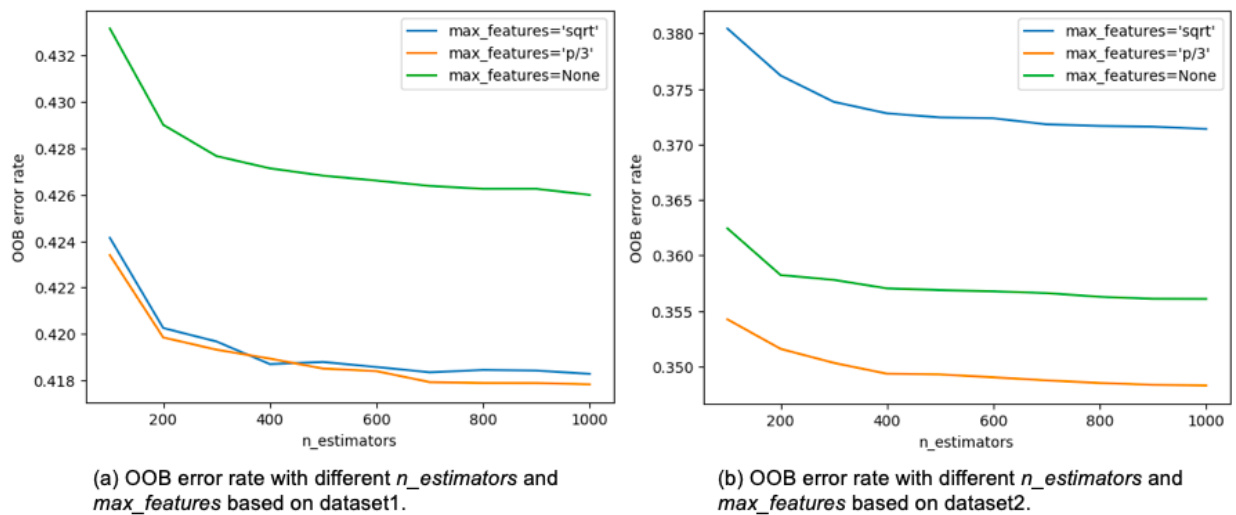 max_features='sqrt'
max_features='p/3'
max_features=None
0.432
0.430
0.428
0.426
0.424
0.422
0.420
0.418
OOB error rate
200
400
600
800
1000
n_estimators
(a) OOB error rate with different n_estimators and
max_features based on dataset1.
max_features='sqrt'
max_features='p/3'
max_features=None
0.380
0.375
0.370
0.365
0.360
0.355
0.350
OOB error rate
200
400
600
800
1000
n_estimators
(b) OOB error rate with different n_estimators and
max_features based on dataset2.